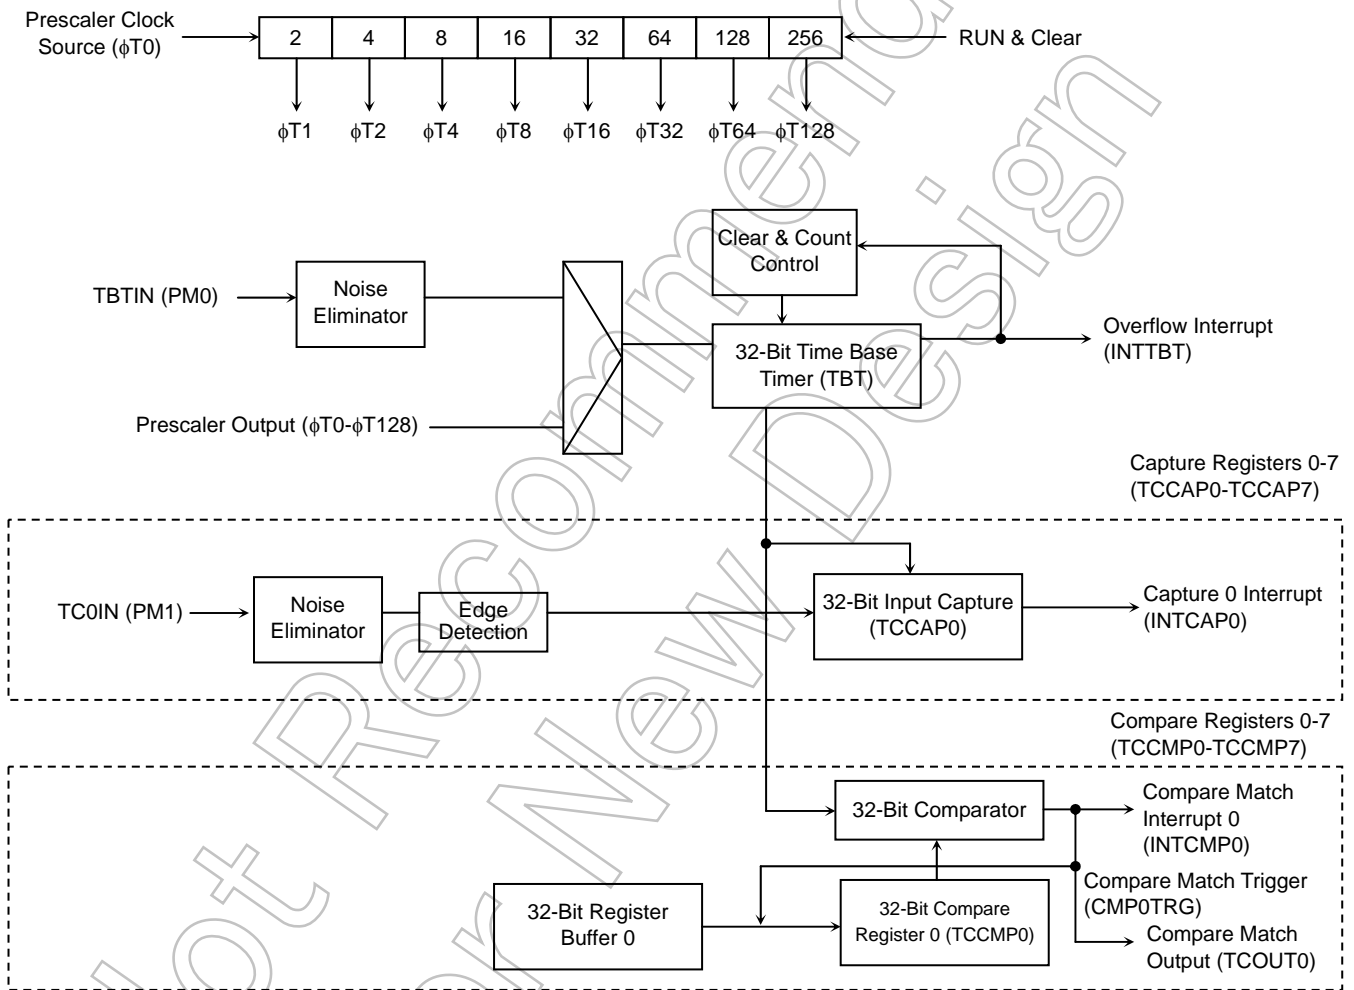 Prescaler Clock
Source (ϕT0)
2 4 8 16 32 64 128 256
RUN & Clear
ϕT1 ϕT2 ϕT4 ϕT8 ϕT16 ϕT32 ϕT64 ϕT128
TBTIN (PM0)
Noise
Eliminator
Clear & Count
Control
32-Bit Time Base
Timer (TBT)
Overflow Interrupt
(INTTBT)
Prescaler Output (ϕT0-ϕT128)
Capture Registers 0-7
(TCCAP0-TCCAP7)
TC0IN (PM1)
Noise
Eliminator
Edge
Detection
32-Bit Input Capture
(TCCAP0)
Capture 0 Interrupt
(INTCAP0)
Compare Registers 0-7
(TCCMP0-TCCMP7)
32-Bit Comparator
Compare Match
Interrupt 0
(INTCMP0)
Compare Match Trigger
(CMP0TRG)
32-Bit Register
Buffer 0
32-Bit Compare
Register 0 (TCCMP0)
Compare Match
Output (TCOUT0)
Not Recommend
or New Design